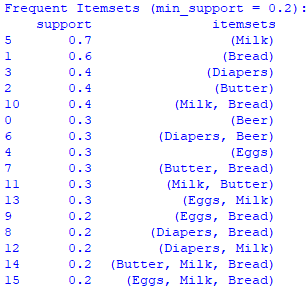 Frequent Itemsets (min_support = 0.2):
support itemsets
5 0.7 (Milk)
1 0.6 (Bread)
3 0.4 (Diapers)
2 0.4 (Butter)
10 0.4 (Milk, Bread)
0 0.3 (Beer)
6 0.3 (Diapers, Beer)
4 0.3 (Eggs)
7 0.3 (Butter, Bread)
11 0.3 (Milk, Butter)
13 0.3 (Eggs, Milk)
9 0.2 (Eggs, Bread)
8 0.2 (Diapers, Bread)
12 0.2 (Diapers, Milk)
14 0.2 (Butter, Milk, Bread)
15 0.2 (Eggs, Milk, Bread)